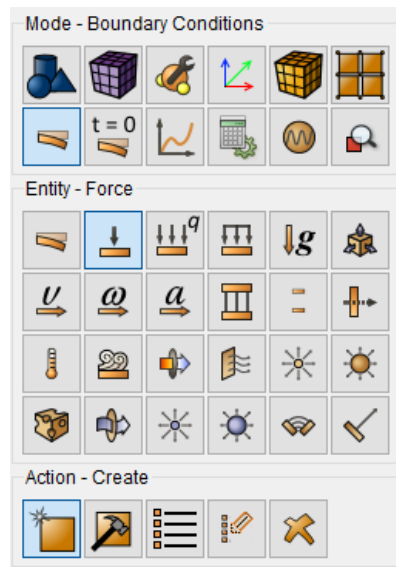 Mode - Boundary Conditions
t = 0
Entity - Force
q
g
υ ω a
Action - Create